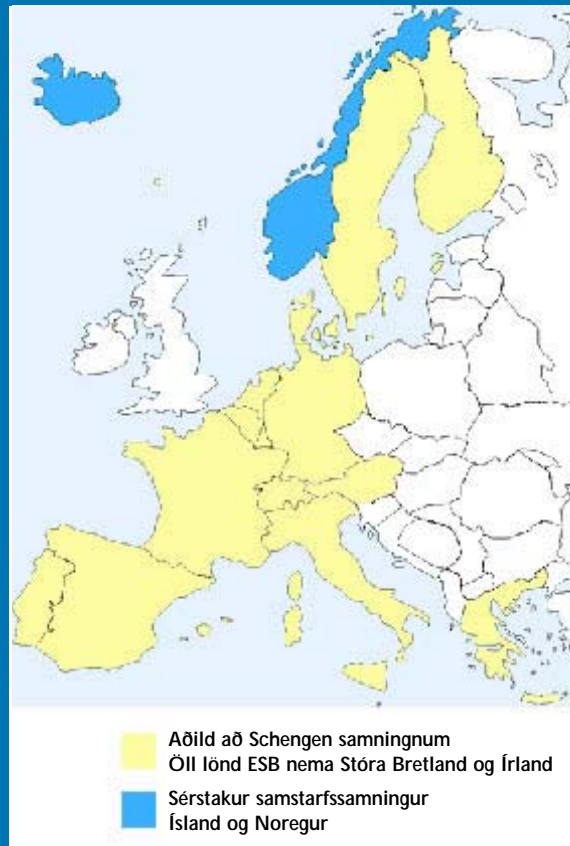 Aðild að Schengen samningnum
Öll lönd ESB nema Stóra Bretland og Írland
Sérstakur samstarfssamningur
Ísland og Noregur